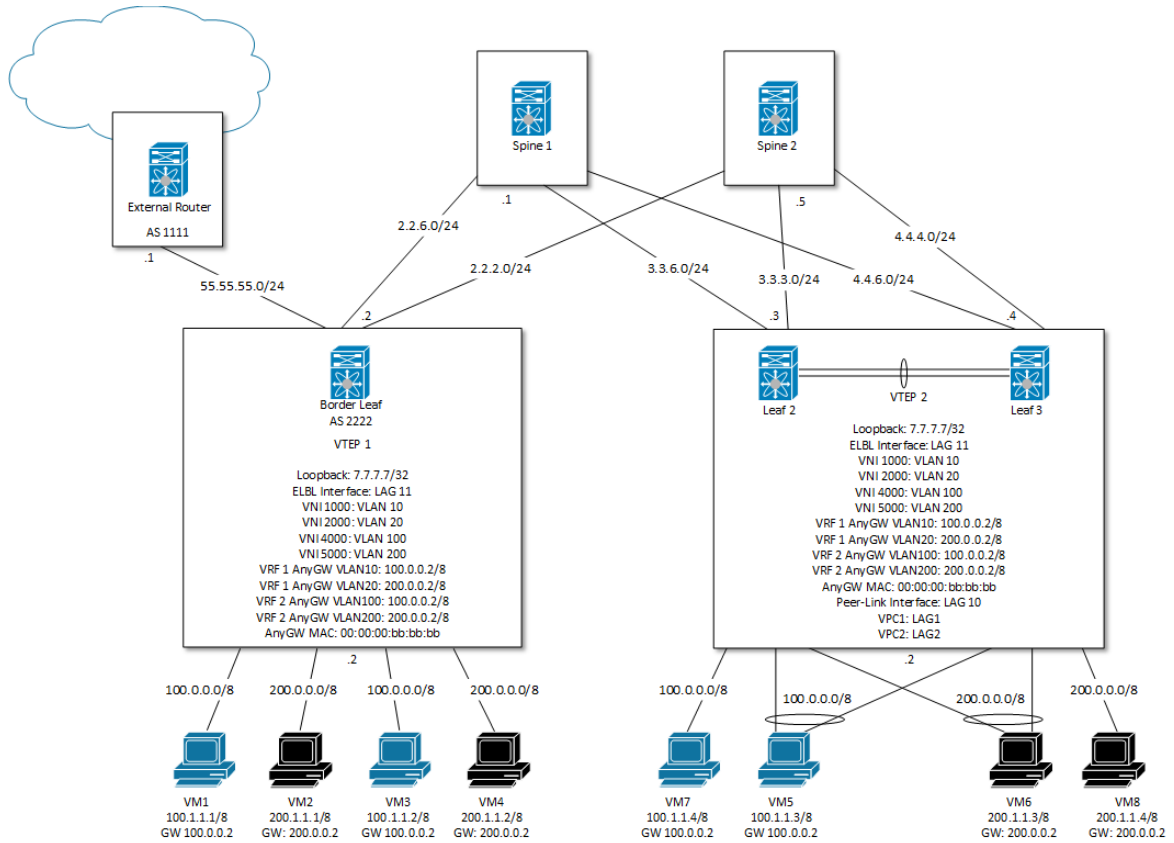 Spine 1
Spine 2
External Router
AS 1111
.1
.1
.5
2.2.6.0/24
4.4.4.0/24
2.2.2.0/24
3.3.6.0/24
3.3.3.0/24
4.4.6.0/24
55.55.55.0/24
.2
.3
.4
Border Leaf
AS 2222
VTEP 1
Loopback: 7.7.7.7/32
ELBL Interface: LAG 11
VNI 1000: VLAN 10
VNI 2000: VLAN 20
VNI 4000: VLAN 100
VNI 5000: VLAN 200
VRF 1 AnyGW VLAN10: 100.0.0.2/8
VRF 1 AnyGW VLAN20: 200.0.0.2/8
VRF 2 AnyGW VLAN100: 100.0.0.2/8
VRF 2 AnyGW VLAN200: 200.0.0.2/8
AnyGW MAC: 00:00:00:bb:bb:bb
Leaf 2
VTEP 2
Leaf 3
Loopback: 7.7.7.7/32
ELBL Interface: LAG 11
VNI 1000: VLAN 10
VNI 2000: VLAN 20
VNI 4000: VLAN 100
VNI 5000: VLAN 200
VRF 1 AnyGW VLAN10: 100.0.0.2/8
VRF 1 AnyGW VLAN20: 200.0.0.2/8
VRF 2 AnyGW VLAN100: 100.0.0.2/8
VRF 2 AnyGW VLAN200: 200.0.0.2/8
AnyGW MAC: 00:00:00:bb:bb:bb
Peer-Link Interface: LAG 10
VPC1: LAG1
VPC2: LAG2
.2
.2
100.0.0.0/8
200.0.0.0/8
100.0.0.0/8
200.0.0.0/8
100.0.0.0/8
100.0.0.0/8
200.0.0.0/8
200.0.0.0/8
VM1
100.1.1.1/8
GW 100.0.0.2
VM2
200.1.1.1/8
GW: 200.0.0.2
VM3
100.1.1.2/8
GW 100.0.0.2
VM4
200.1.1.2/8
GW: 200.0.0.2
VM7
100.1.1.4/8
GW 100.0.0.2
VM5
100.1.1.3/8
GW 100.0.0.2
VM6
200.1.1.3/8
GW: 200.0.0.2
VM8
200.1.1.4/8
GW: 200.0.0.2